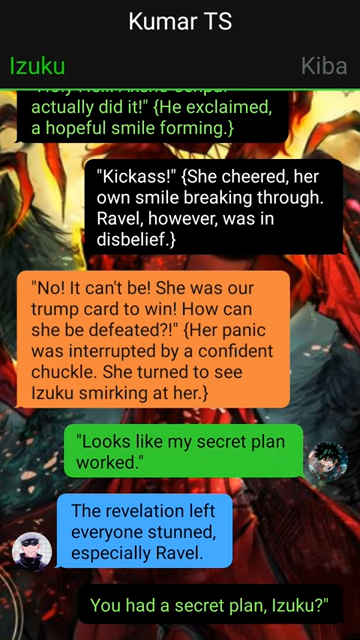 Kumar TS
Izuku
Kiba
actually did it!" {He exclaimed,
a hopeful smile forming.}
"Kickass!" {She cheered, her
own smile breaking through.
Ravel, however, was in
disbelief.}
"No! It can't be! She was our
trump card to win! How can
she be defeated?!" {Her panic
was interrupted by a confident
chuckle. She turned to see
Izuku smirking at her.}
"Looks like my secret plan
worked."
The revelation left
everyone stunned,
especially Ravel.
You had a secret plan, Izuku?"